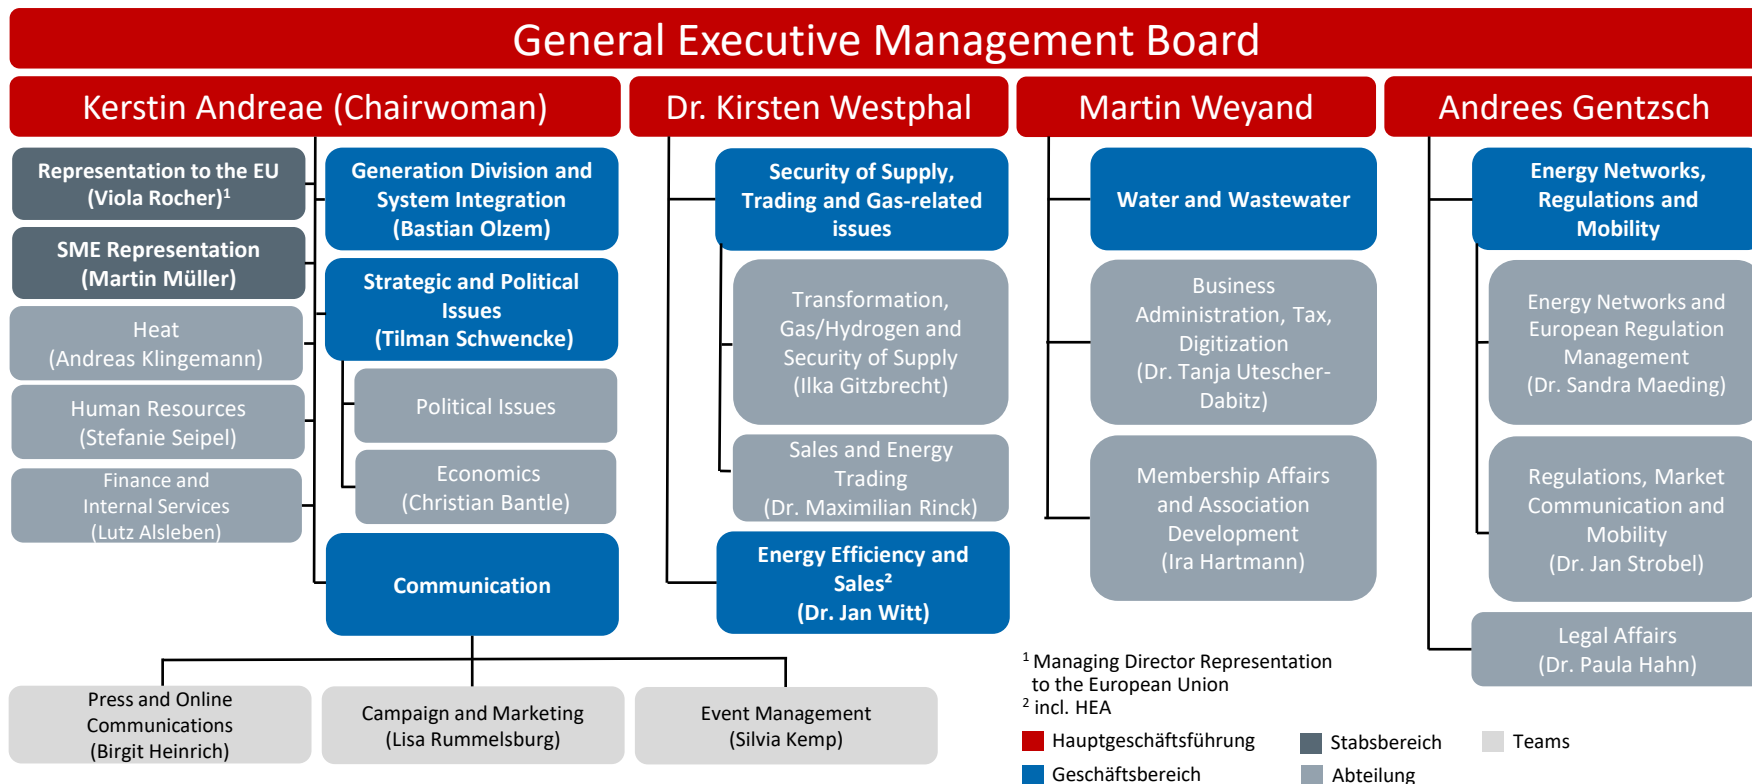 General Executive Management Board
Kerstin Andreae (Chairwoman)
Representation to the EU
(Viola Rocher)¹
SME Representation
(Martin Müller)
Heat
(Andreas Klingemann)
Human Resources
(Stefanie Seipel)
Finance and
Internal Services
(Lutz Alsleben)
Generation Division and
System Integration
(Bastian Olzem)
Strategic and Political
Issues
(Tilman Schwencke)
Political Issues
Economics
(Christian Bantle)
Communication
Press and Online
Communications
(Birgit Heinrich)
Campaign and Marketing
(Lisa Rummelsburg)
Event Management
(Silvia Kemp)
Dr. Kirsten Westphal
Security of Supply,
Trading and Gas-related
issues
Transformation,
Gas/Hydrogen and
Security of Supply
(Ilka Gitzbrecht)
Sales and Energy
Trading
(Dr. Maximilian Rinck)
Energy Efficiency and
Sales²
(Dr. Jan Witt)
Martin Weyand
Water and Wastewater
Business
Administration, Tax,
Digitization
(Dr. Tanja Utescher-
Dabitz)
Membership Affairs
and Association
Development
(Ira Hartmann)
Andrees Gentzsch
Energy Networks,
Regulations and
Mobility
Energy Networks and
European Regulation
Management
(Dr. Sandra Maeding)
Regulations, Market
Communication and
Mobility
(Dr. Jan Strobel)
Legal Affairs
(Dr. Paula Hahn)
¹ Managing Director Representation
to the European Union
² incl. HEA
Hauptgeschäftsführung
Stabsbereich
Teams
Geschäftsbereich
Abteilung